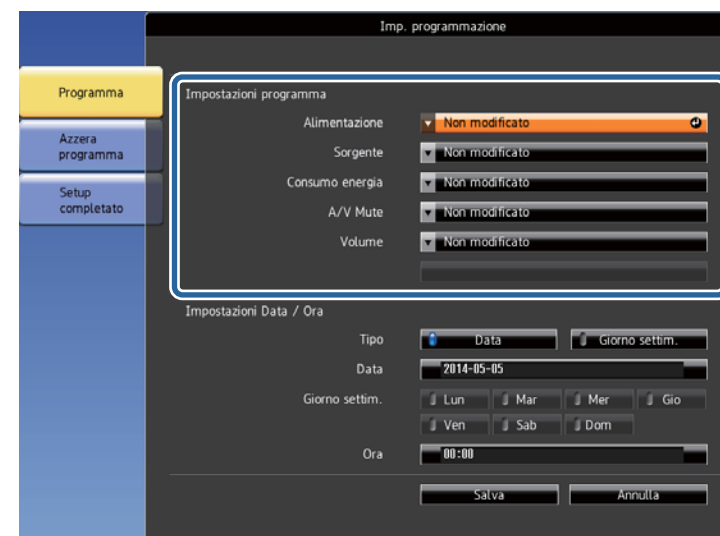 Imp. programmazione
Programma
Azzera
programma
Setup
completato
Impostazioni programma
Alimentazione Non modificato
Sorgente Non modificato
Consumo energia Non modificato
A/V Mute Non modificato
Volume Non modificato
Impostazioni Data / Ora
Tipo Data Giorno settim.
Data 2014-05-05
Giorno settim. Lun Mar Mer Gio
Ven Sab Dom
Ora 00:00
Salva Annulla